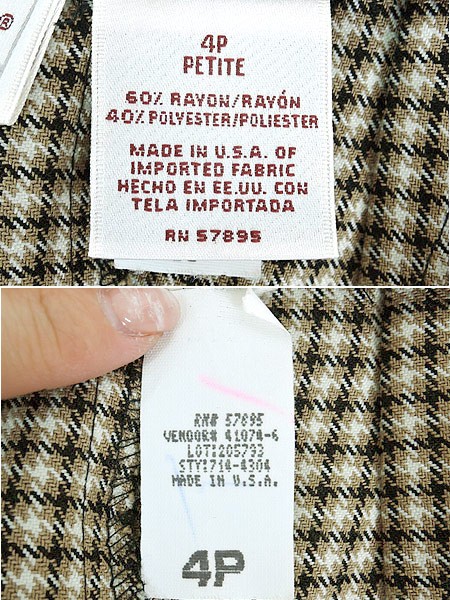 ®
4P
PETITE
60% RAYON/RAYÓN
40% POLYESTER/POLIESTER
MADE IN U.S.A. OF
IMPORTED FABRIC
HECHO EN EE.UU. CON
TELA IMPORTADA
RN 57895
RN# 57895
VENDOR# 41074-6
LOT:205733
STY:714-4304
MADE IN U.S.A.
4P